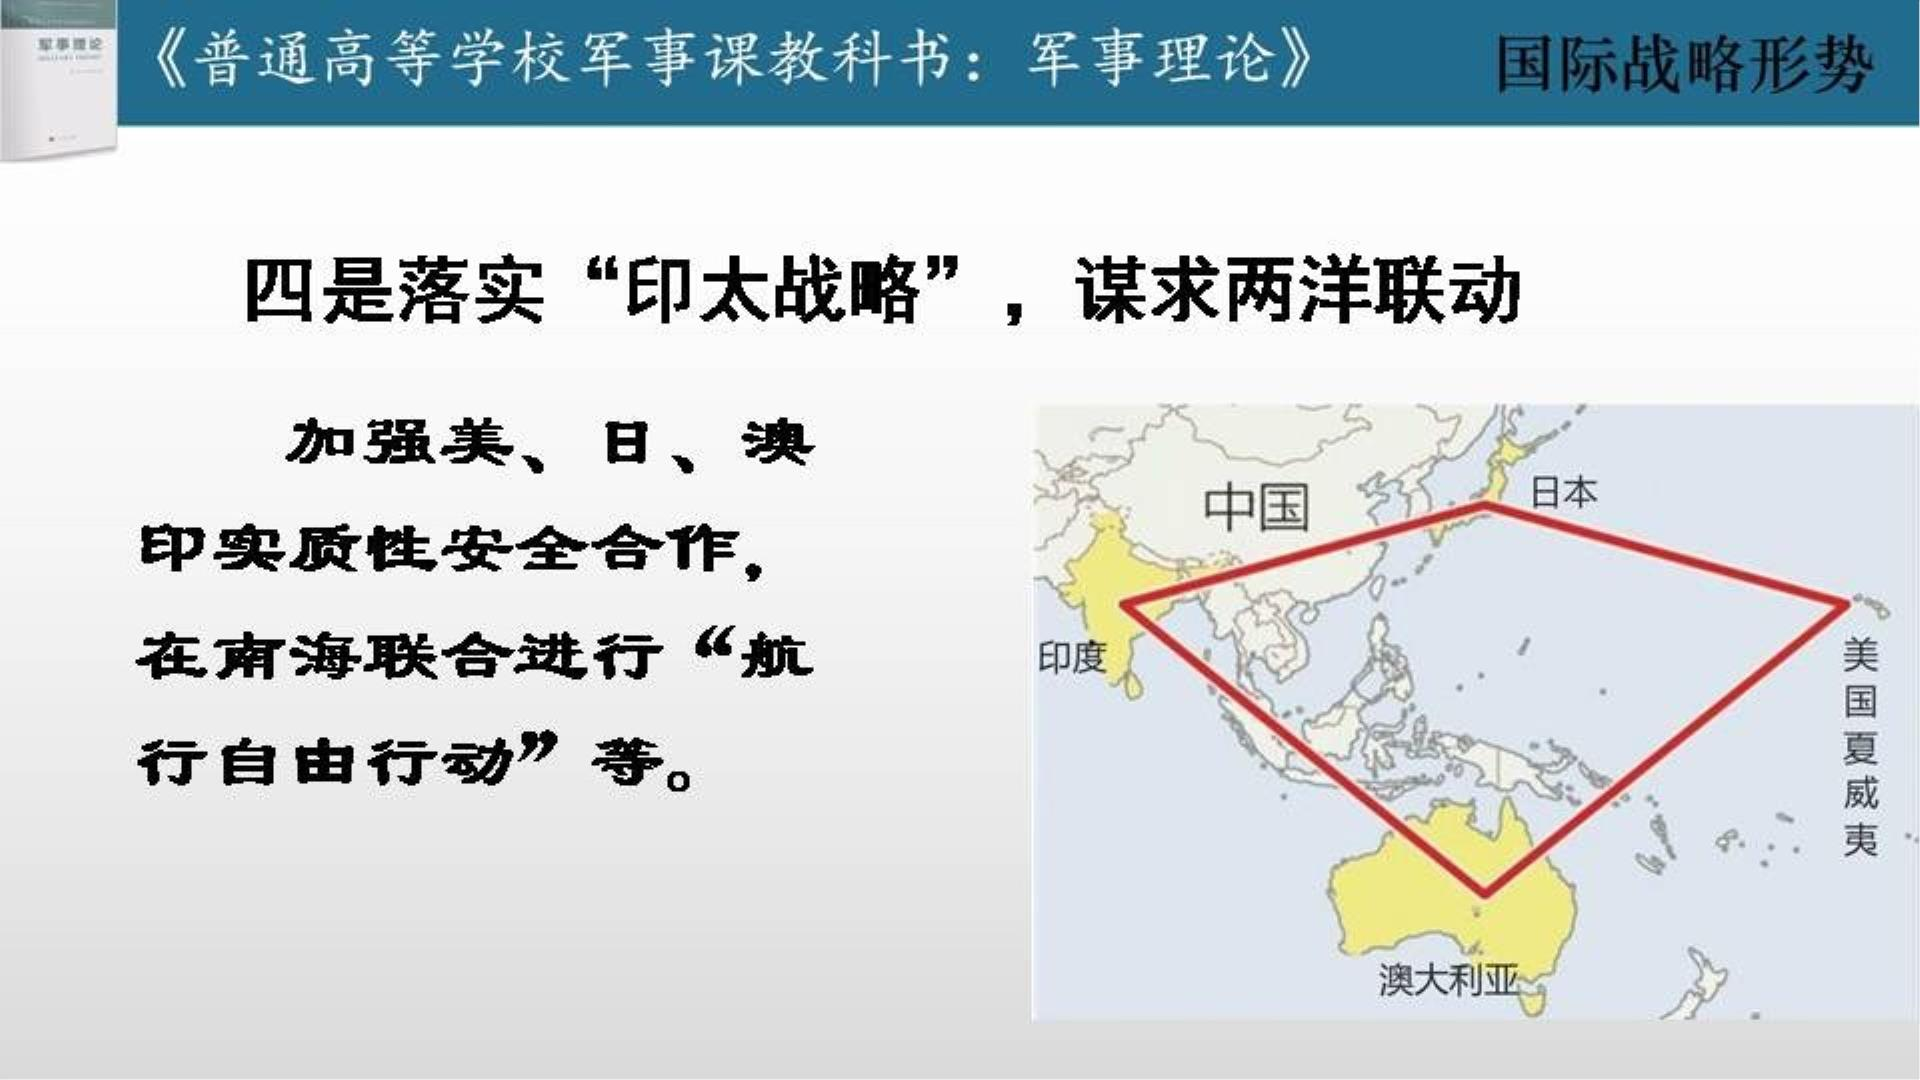 军事理论
《普通高等学校军事课教科书：军事理论》
国际战略形势
四是落实“印太战略”，谋求两洋联动
加强美、日、澳
印实质性安全合作，
在南海联合进行“航
行自由行动”等。
中国
日本
印度
美国夏威夷
澳大利亚